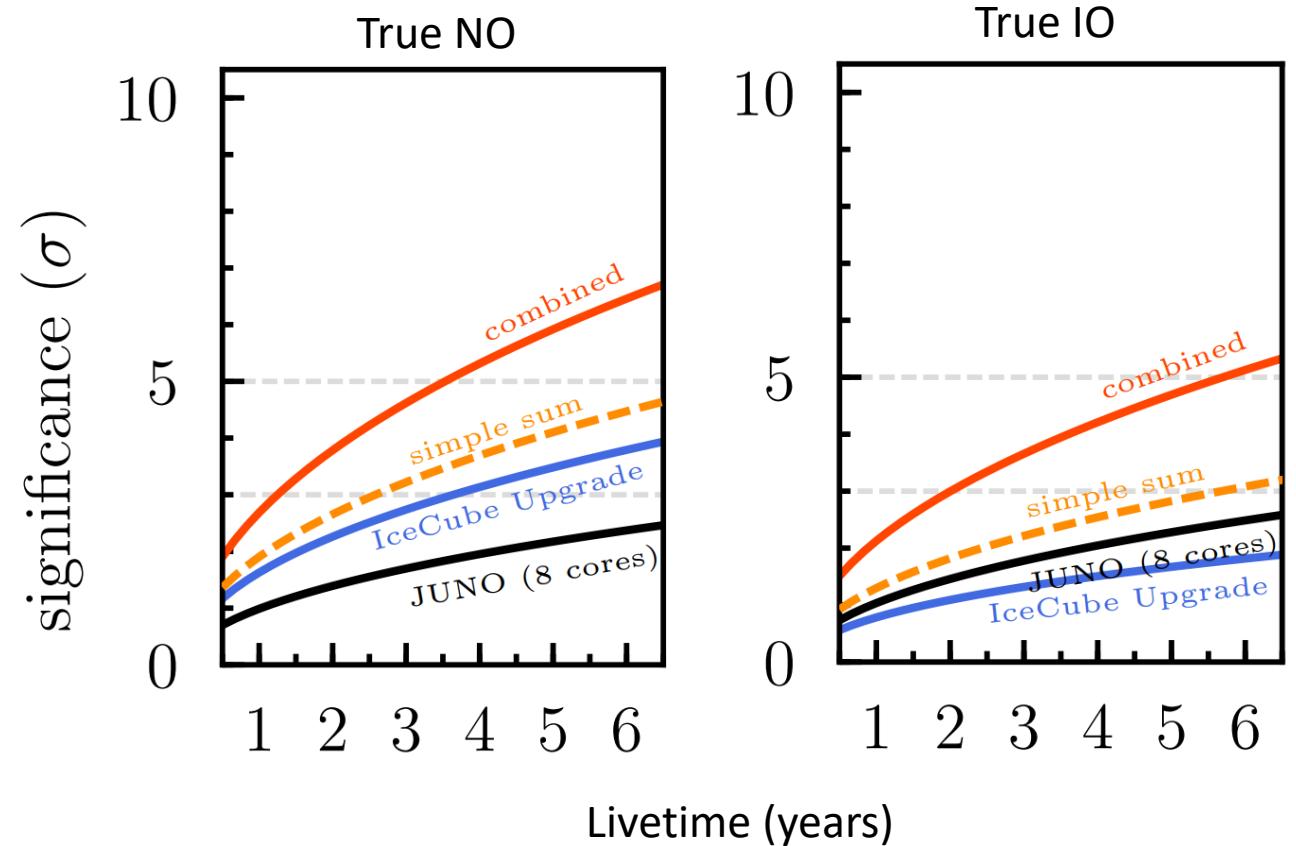 True NO
True IO
significance (σ)
10
5
0
combined
simple sum
IceCube Upgrade
JUNO (8 cores)
1 2 3 4 5 6
10
5
0
combined
simple sum
JUNO (8 cores)
IceCube Upgrade
1 2 3 4 5 6
Livetime (years)